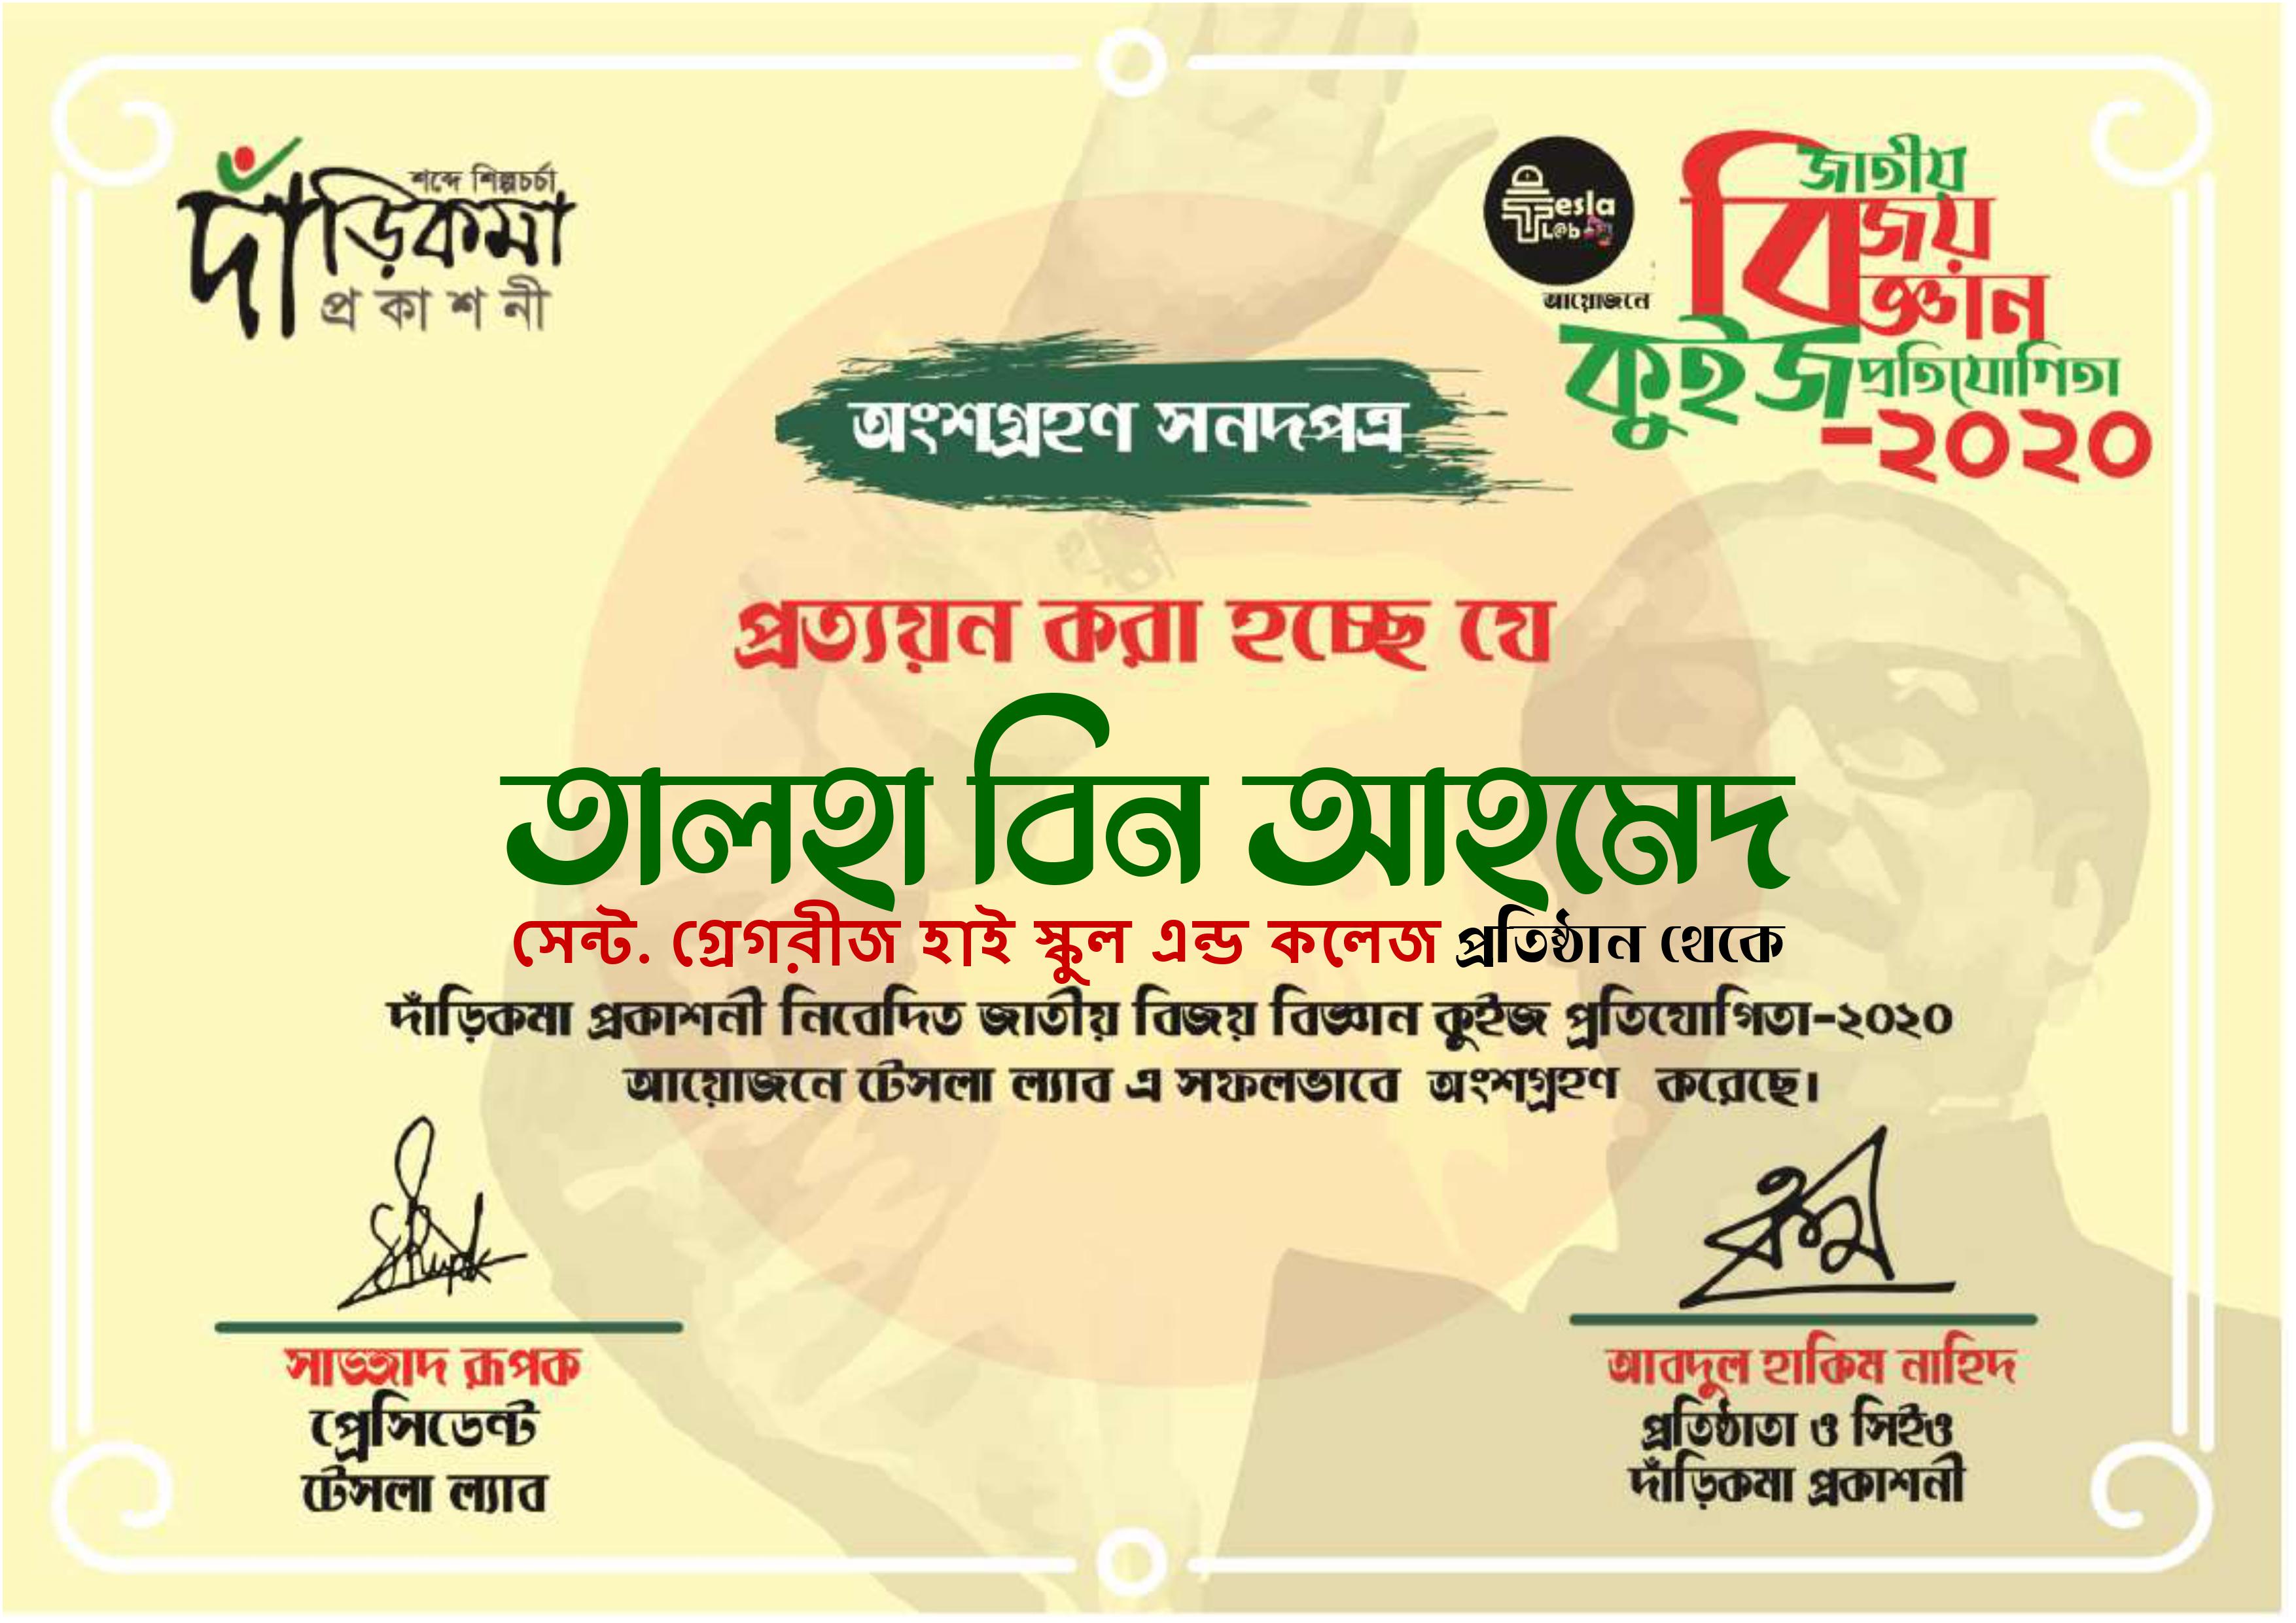 শব্দে শিল্পচর্চা
দাঁড়িকমা
প্রকাশনী
Tesla
L@b
আয়োজনে
জাতীয়
বিজয়
বিজ্ঞান
কুইজ প্রতিযোগিতা
-২০২০
অংশগ্রহণ সনদপত্র
প্রত্যয়ন করা হচ্ছে যে
তালহা বিন আহমেদ
সেন্ট. গ্রেগরীজ হাই স্কুল এন্ড কলেজ প্রতিষ্ঠান থেকে
দাঁড়িকমা প্রকাশনী নিবেদিত জাতীয় বিজয় বিজ্ঞান কুইজ প্রতিযোগিতা-২০২০
আয়োজনে টেসলা ল্যাব এ সফলভাবে অংশগ্রহণ করেছে।
সাজ্জাদ রূপক
প্রেসিডেন্ট
টেসলা ল্যাব
আবদুল হাকিম নাহিদ
প্রতিষ্ঠাতা ও সিইও
দাঁড়িকমা প্রকাশনী